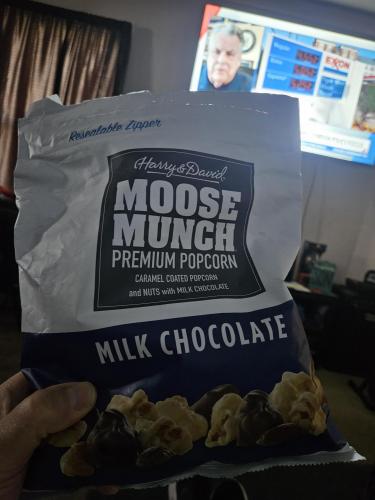 Resealable Zipper
Harry & David
MOOSE
MUNCH
PREMIUM POPCORN
CARAMEL COATED POPCORN
and NUTS with MILK CHOCOLATE
MILK CHOCOLATE
Regular
EXXON